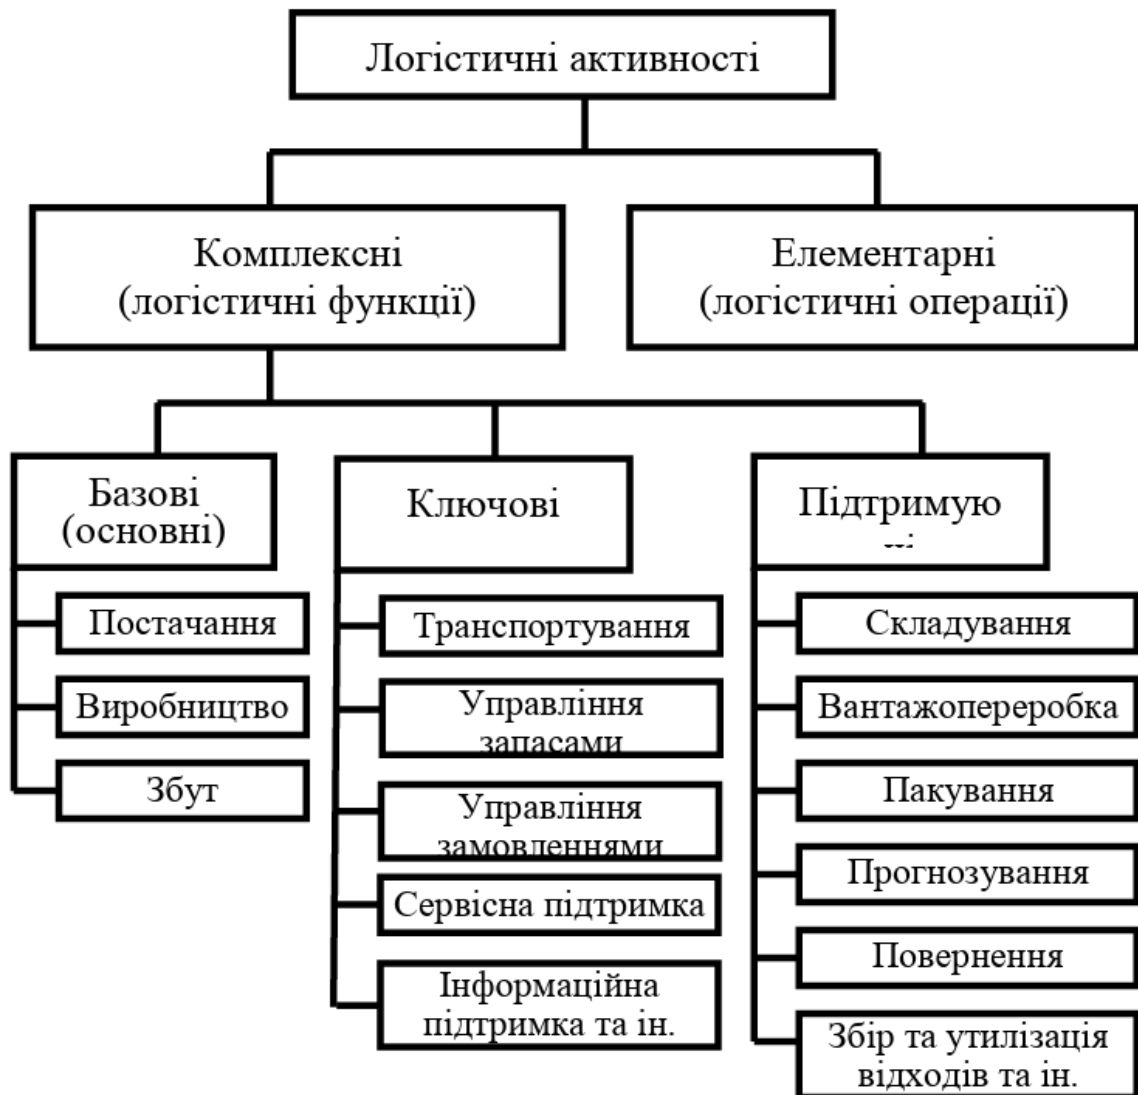 Логістичні активності
Комплексні
(логістичні функції)
Елементарні
(логістичні операції)
Базові
(основні)
Ключові
Підтримую
чі
Постачання
Виробництво
Збут
Транспортування
Управління
запасами
Управління
замовленнями
Сервісна підтримка
Інформаційна
підтримка та ін.
Складування
Вантажопереробка
Пакування
Прогнозування
Повернення
Збір та утилізація
відходів та ін.